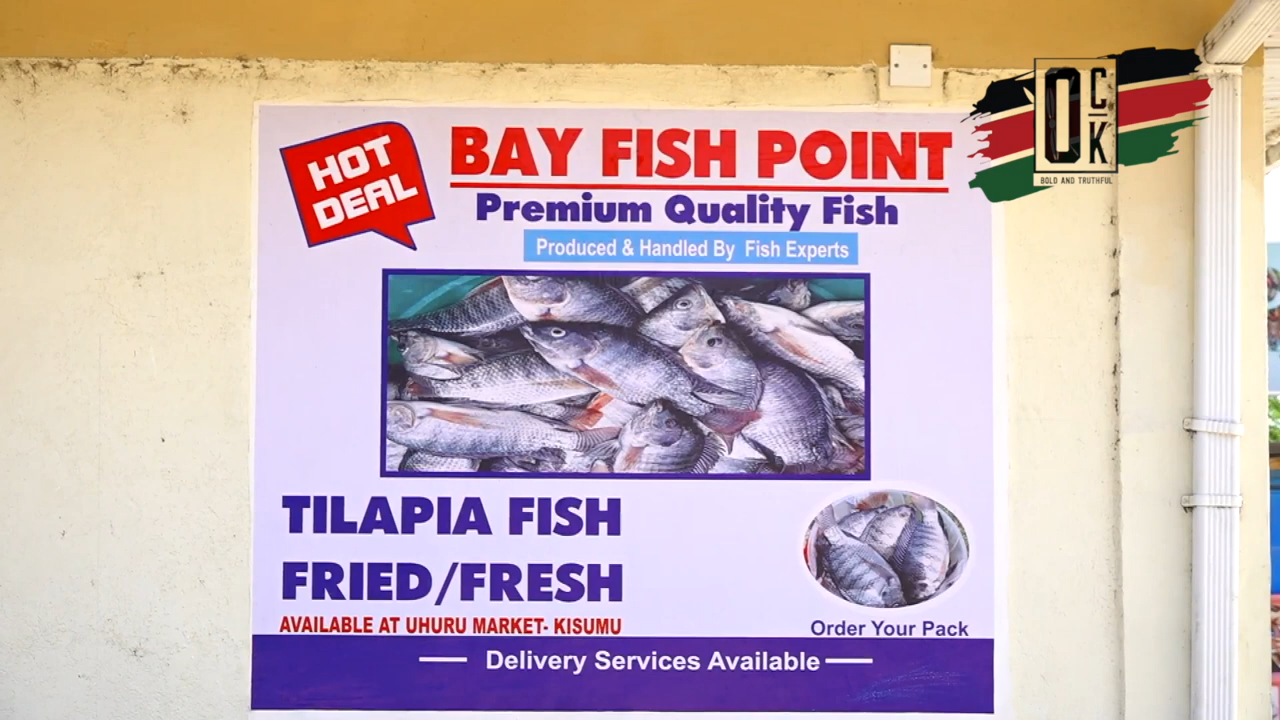 HOT
DEAL
BAY FISH POINT
Premium Quality Fish
Produced & Handled By Fish Experts
TILAPIA FISH
FRIED/FRESH
AVAILABLE AT UHURU MARKET- KISUMU
Order Your Pack
Delivery Services Available
OCK
BOLD AND TRUTHFUL